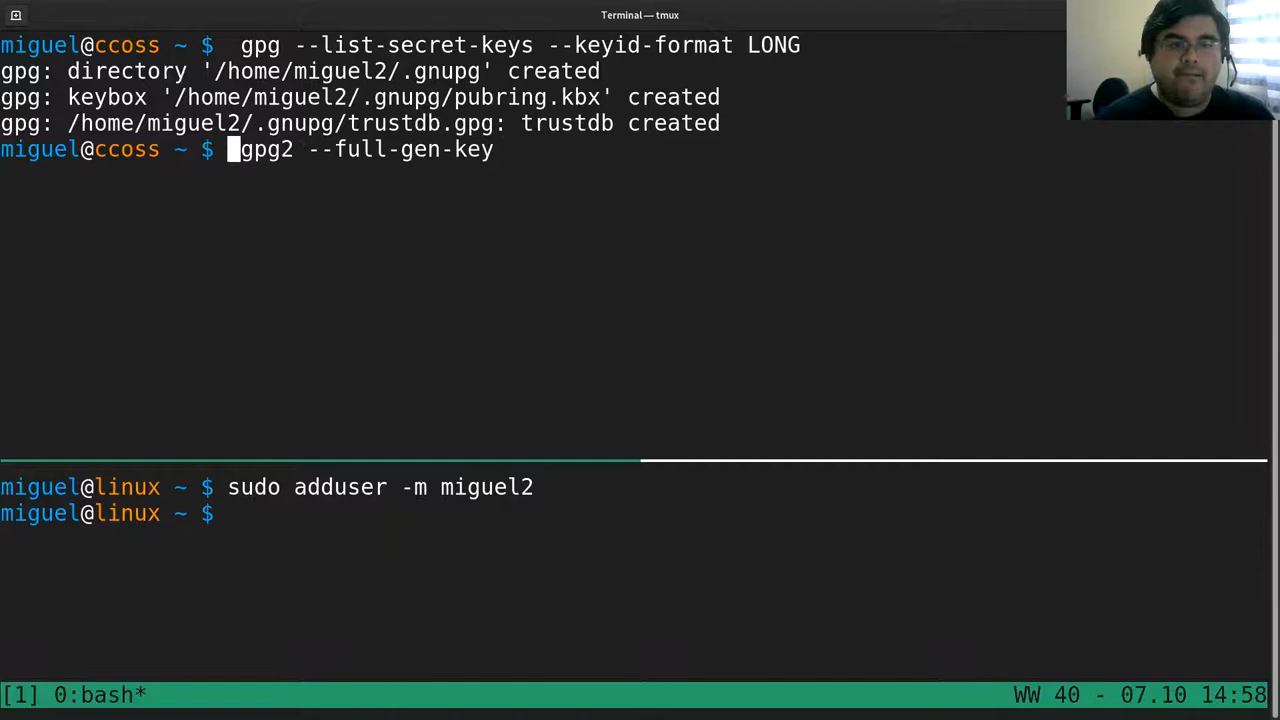 Terminal — tmux
miguel@ccoss ~ $  gpg --list-secret-keys --keyid-format LONG
gpg: directory '/home/miguel2/.gnupg' created
gpg: keybox '/home/miguel2/.gnupg/pubring.kbx' created
gpg: /home/miguel2/.gnupg/trustdb.gpg: trustdb created
miguel@ccoss ~ $  gpg2 --full-gen-key
miguel@linux ~ $ sudo adduser -m miguel2
miguel@linux ~ $
[1] 0:bash* WW 40 - 07.10 14:58